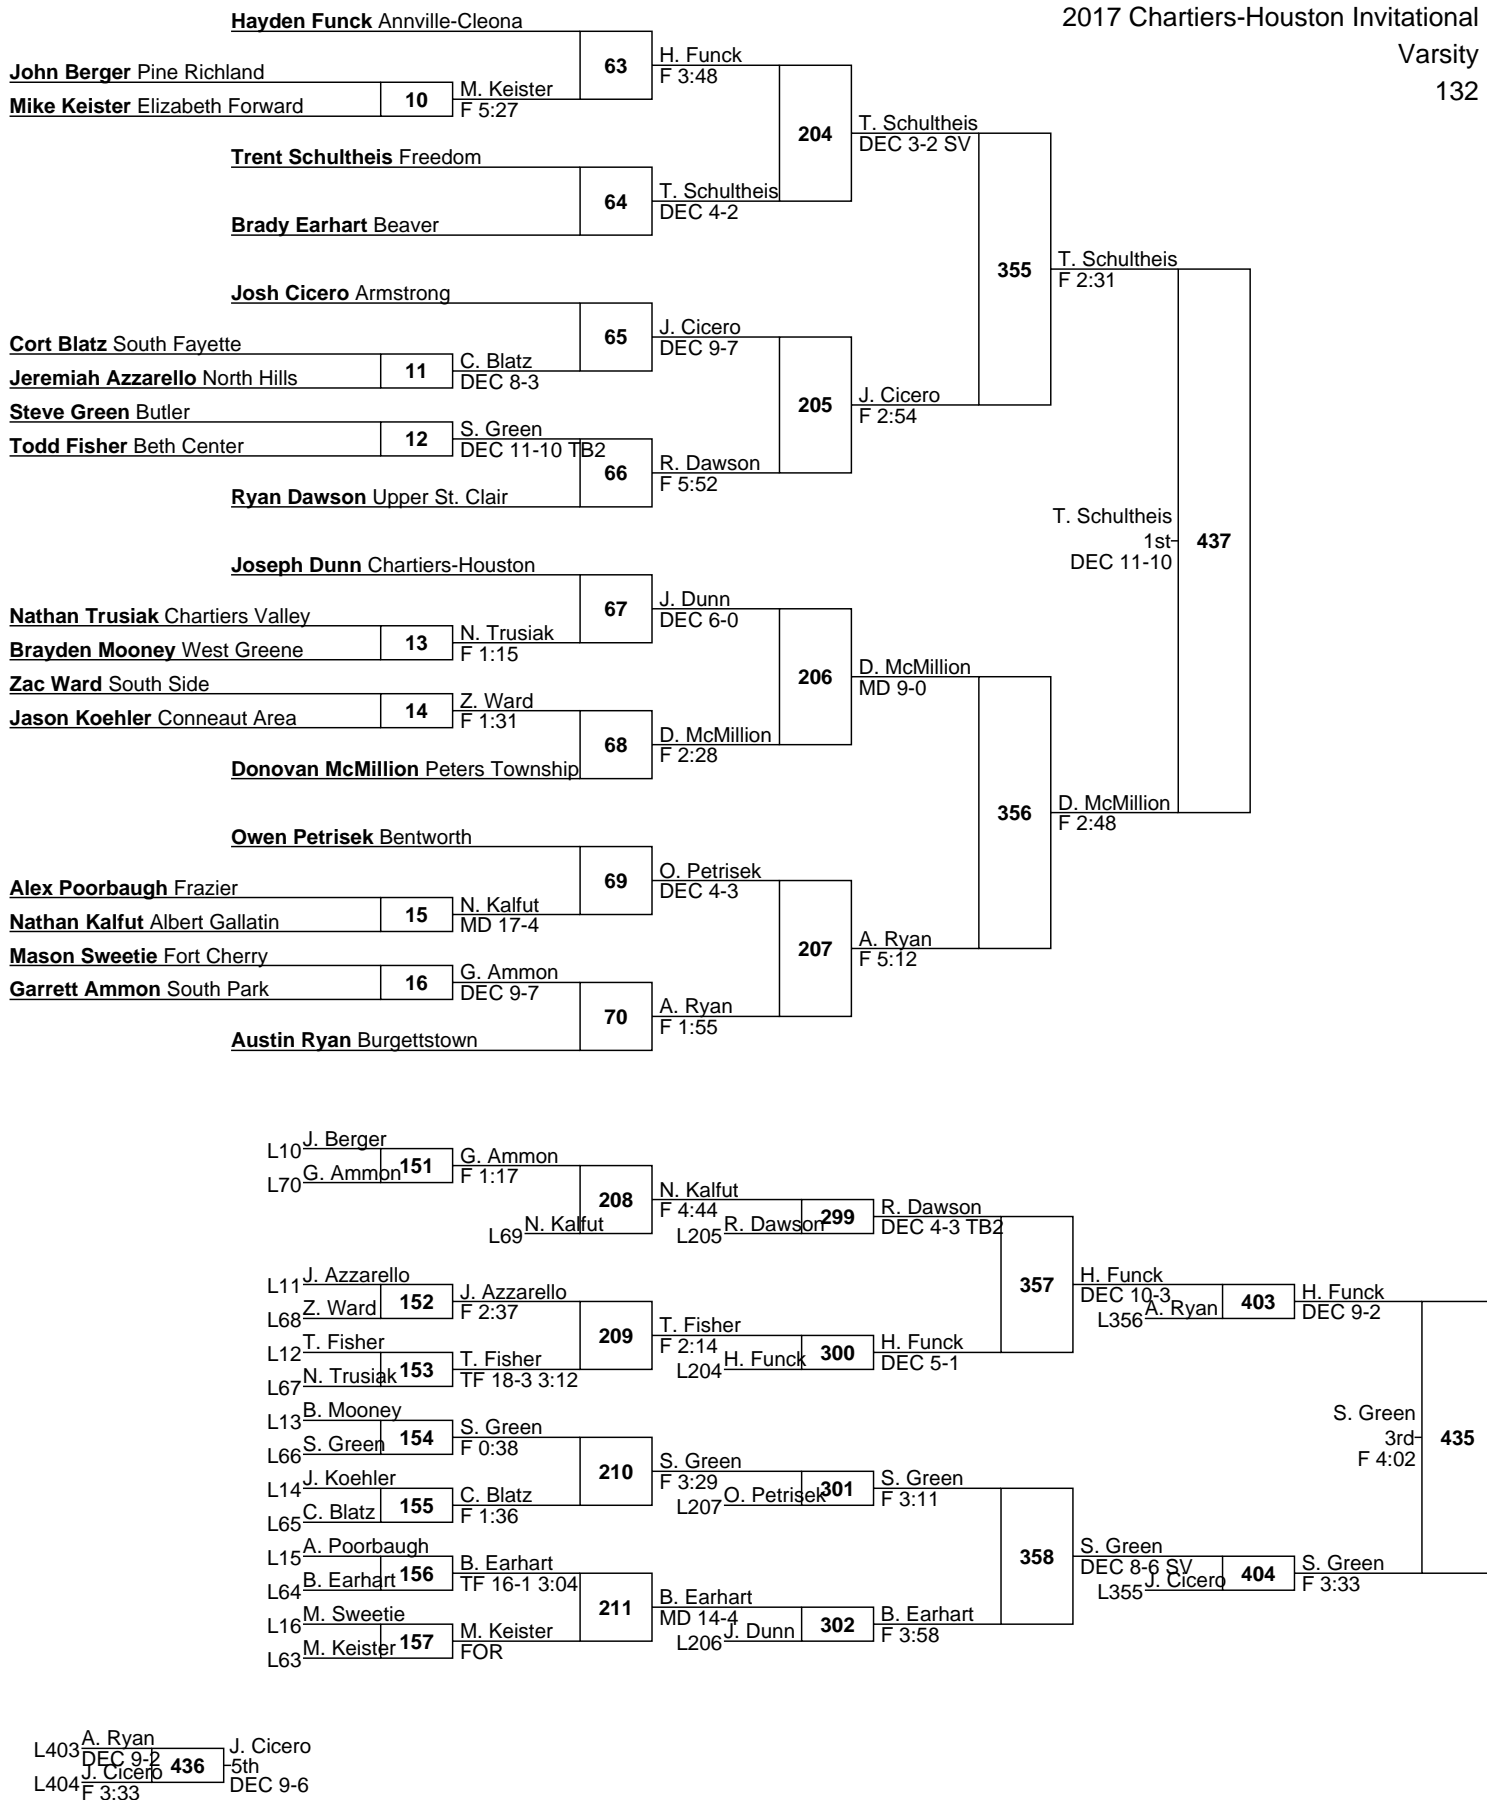 2017 Chartiers-Houston Invitational
Varsity
132
Hayden Funck Annville-Cleona
63
H. Funck
F 3:48
John Berger Pine Richland
10
M. Keister
F 5:27
Mike Keister Elizabeth Forward
204
T. Schultheis
DEC 3-2 SV
Trent Schultheis Freedom
64
T. Schultheis
DEC 4-2
Brady Earhart Beaver
355
T. Schultheis
F 2:31
Josh Cicero Armstrong
65
J. Cicero
DEC 9-7
Cort Blatz South Fayette
11
C. Blatz
DEC 8-3
Jeremiah Azzarello North Hills
205
J. Cicero
F 2:54
Steve Green Butler
12
S. Green
DEC 11-10 TB2
Todd Fisher Beth Center
66
R. Dawson
F 5:52
Ryan Dawson Upper St. Clair
T. Schultheis
1st
DEC 11-10
437
Joseph Dunn Chartiers-Houston
67
J. Dunn
DEC 6-0
Nathan Trusiak Chartiers Valley
13
N. Trusiak
F 1:15
Brayden Mooney West Greene
206
D. McMillion
MD 9-0
Zac Ward South Side
14
Z. Ward
F 1:31
Jason Koehler Conneaut Area
68
D. McMillion
F 2:28
Donovan McMillion Peters Township
356
D. McMillion
F 2:48
Owen Petrisek Bentworth
69
O. Petrisek
DEC 4-3
Alex Poorbaugh Frazier
15
N. Kalfut
MD 17-4
Nathan Kalfut Albert Gallatin
207
A. Ryan
F 5:12
Mason Sweetie Fort Cherry
16
G. Ammon
DEC 9-7
Garrett Ammon South Park
70
A. Ryan
F 1:55
Austin Ryan Burgettstown
L10 J. Berger
151
G. Ammon
F 1:17
L70 G. Ammon
208
N. Kalfut
F 4:44
L69 N. Kalfut
L205 R. Dawson
299
R. Dawson
DEC 4-3 TB2
L11 J. Azzarello
152
J. Azzarello
F 2:37
L68 Z. Ward
357
H. Funck
DEC 10-3
L356 A. Ryan
403
H. Funck
DEC 9-2
209
T. Fisher
F 2:14
L12 T. Fisher
153
T. Fisher
TF 18-3 3:12
L67 N. Trusiak
L204 H. Funck
300
H. Funck
DEC 5-1
L13 B. Mooney
154
S. Green
F 0:38
L66 S. Green
S. Green
3rd
F 4:02
435
210
S. Green
F 3:29
L14 J. Koehler
155
C. Blatz
F 1:36
L65 C. Blatz
L207 O. Petrisek
301
S. Green
F 3:11
L15 A. Poorbaugh
156
B. Earhart
TF 16-1 3:04
L64 B. Earhart
358
S. Green
DEC 8-6 SV
L355 J. Cicero
404
S. Green
F 3:33
211
B. Earhart
MD 14-4
L16 M. Sweetie
157
M. Keister
FOR
L63 M. Keister
L206 J. Dunn
302
B. Earhart
F 3:58
L403 A. Ryan
DEC 9-2
436
J. Cicero
5th
DEC 9-6
L404 J. Cicero
F 3:33